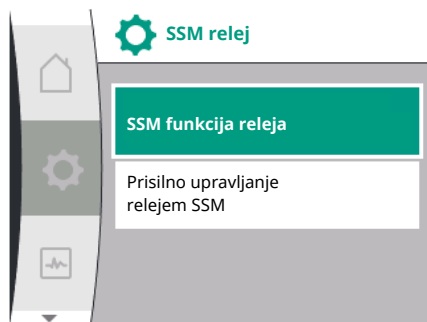 SSM relej
SSM funkcija releja
Prisilno upravljanje
relejem SSM